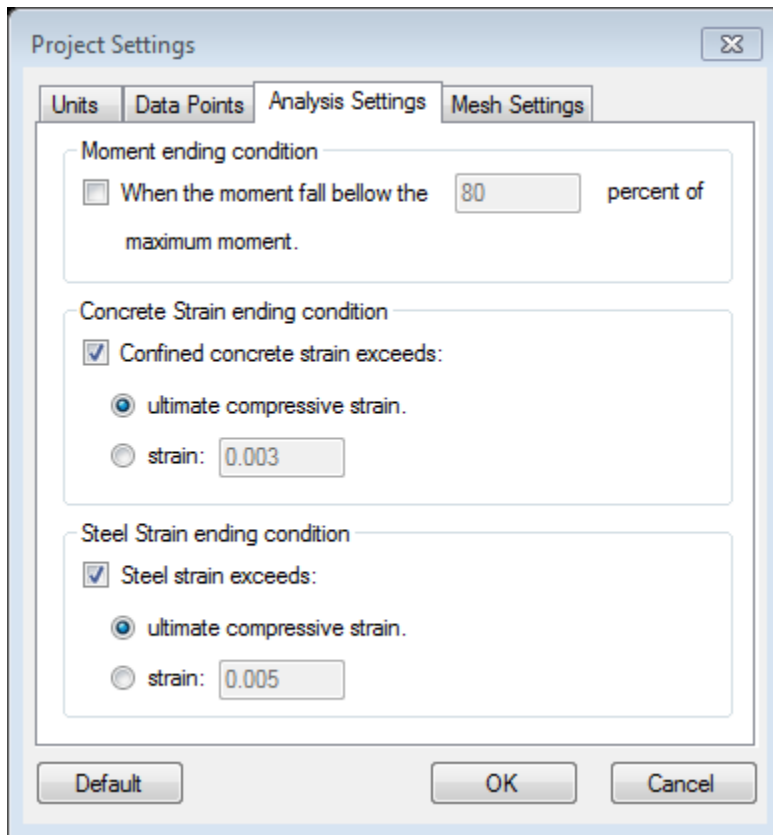 Project Settings
Units Data Points Analysis Settings Mesh Settings
Moment ending condition
When the moment fall bellow the 80 percent of
maximum moment.
Concrete Strain ending condition
Confined concrete strain exceeds:
ultimate compressive strain.
strain: 0.003
Steel Strain ending condition
Steel strain exceeds:
ultimate compressive strain.
strain: 0.005
Default OK Cancel